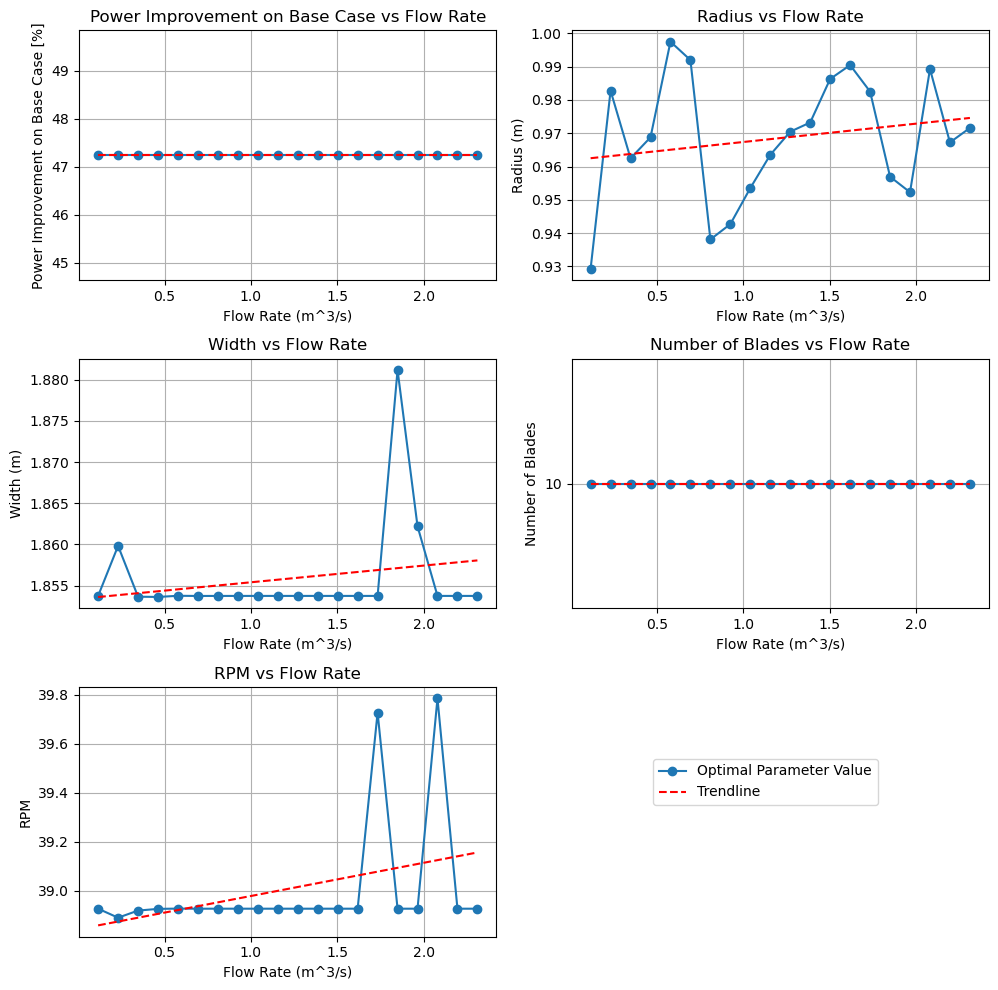 Power Improvement on Base Case vs Flow Rate
Power Improvement on Base Case [%]
49
48
47
46
45
0.5 1.0 1.5 2.0
Flow Rate (m^3/s)
Radius vs Flow Rate
Radius (m)
1.00
0.99
0.98
0.97
0.96
0.95
0.94
0.93
0.5 1.0 1.5 2.0
Flow Rate (m^3/s)
Width vs Flow Rate
Width (m)
1.880
1.875
1.870
1.865
1.860
1.855
0.5 1.0 1.5 2.0
Flow Rate (m^3/s)
Number of Blades vs Flow Rate
Number of Blades
10
0.5 1.0 1.5 2.0
Flow Rate (m^3/s)
RPM vs Flow Rate
RPM
39.8
39.6
39.4
39.2
39.0
0.5 1.0 1.5 2.0
Flow Rate (m^3/s)
Optimal Parameter Value
Trendline